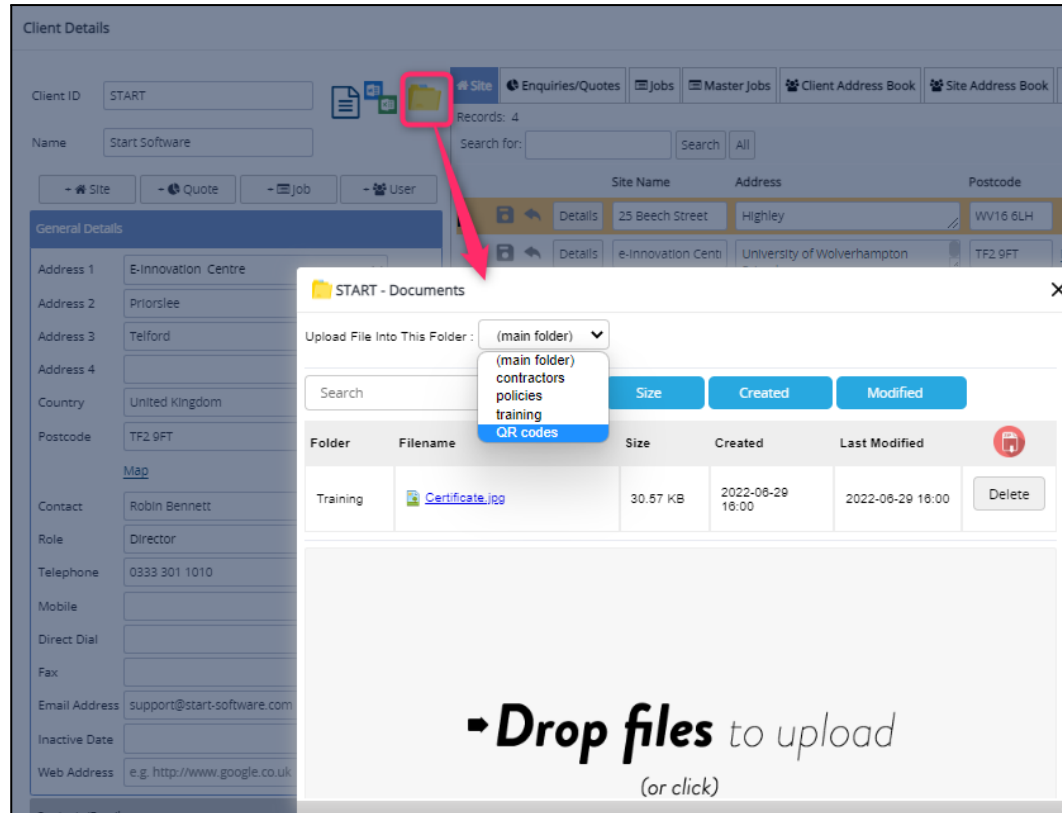 Client Details
Client ID START
Name Start Software
Site Enquiries/Quotes Jobs Master Jobs Client Address Book Site Address Book
Records: 4
Search for: Search All
Site Quote Job User
Site Name Address Postcode
Details 25 Beech Street Highley WV16 6LH
Details e-Innovation Cent University of Wolverhampton TF2 9FT
General Details
Address 1 E-Innovation Centre
Address 2 Priorslee
Address 3 Telford
Address 4
Country United Kingdom
Postcode TF2 9FT
Map
Contact Robin Bennett
Role Director
Telephone 0333 301 1010
Mobile
Direct Dial
Fax
Email Address support@start-software.com
Inactive Date
Web Address e.g. http://www.google.co.uk
START - Documents
Upload File Into This Folder : (main folder)
(main folder)
contractors
policies
training
QR codes
Search Size Created Modified
Folder Filename Size Created Last Modified
Training Certificate.jpg 30.57 KB 2022-06-29 16:00 2022-06-29 16:00 Delete
Drop files to upload
(or click)